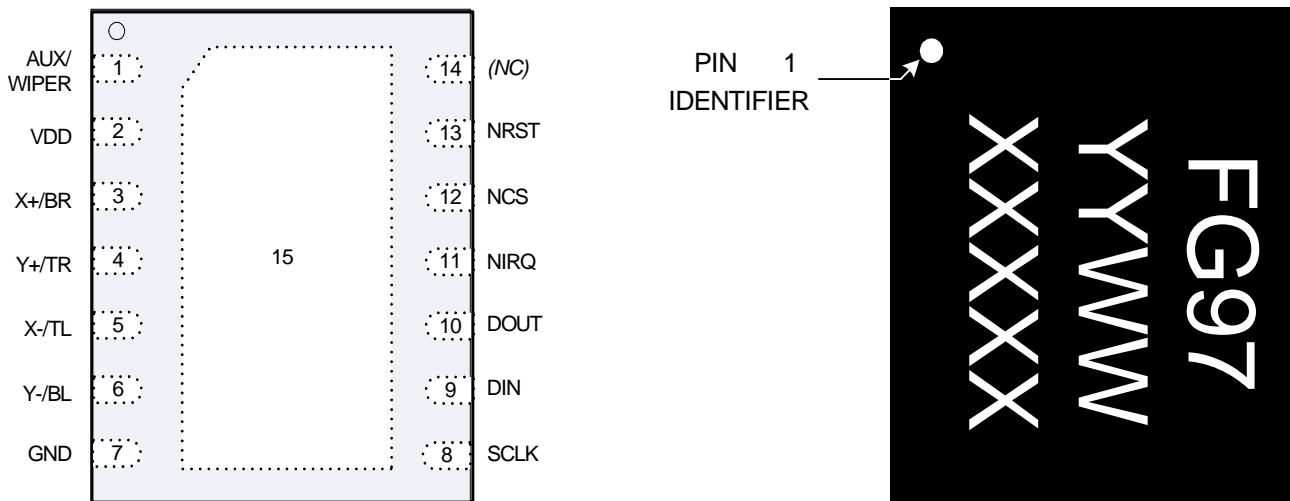 AUX/
WIPER
1
VDD
2
X+/BR
3
Y+/TR
4
X-/TL
5
Y-/BL
6
GND
7
15
14
(NC)
13
NRST
12
NCS
11
NIRQ
10
DOUT
9
DIN
8
SCLK
PIN 1
IDENTIFIER
FG97
YYWW
XXXXX